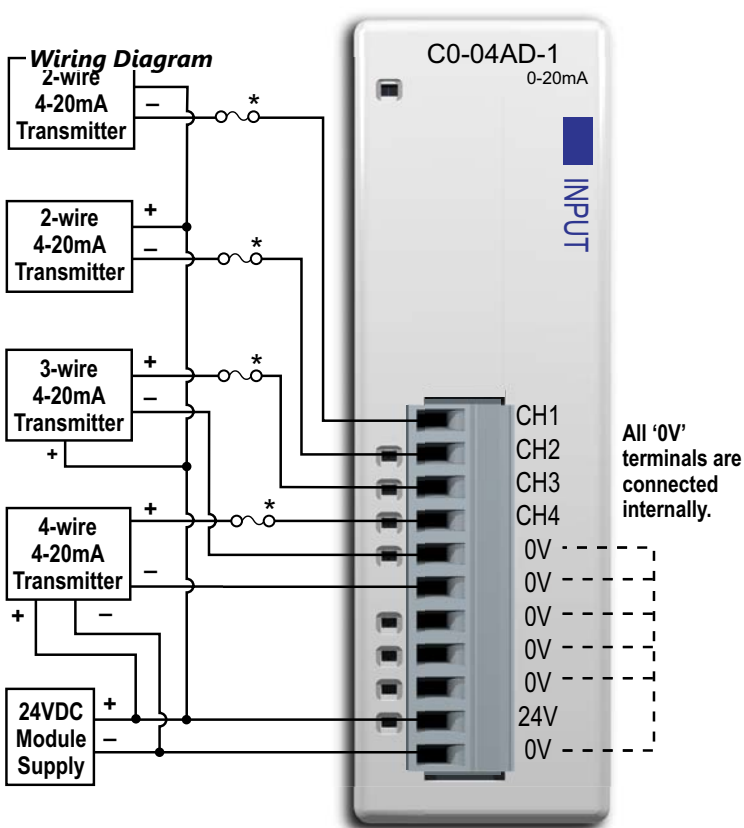 Wiring Diagram
2-wire
4-20mA
Transmitter
–
*
2-wire
4-20mA
Transmitter
+
–
*
3-wire
4-20mA
Transmitter
+
–
+
*
4-wire
4-20mA
Transmitter
+
–
+
–
*
24VDC
Module
Supply
+
–
C0-04AD-1
0-20mA
INPUT
CH1
CH2
CH3
CH4
0V
0V
0V
0V
0V
24V
0V
All ‘0V’
terminals are
connected
internally.